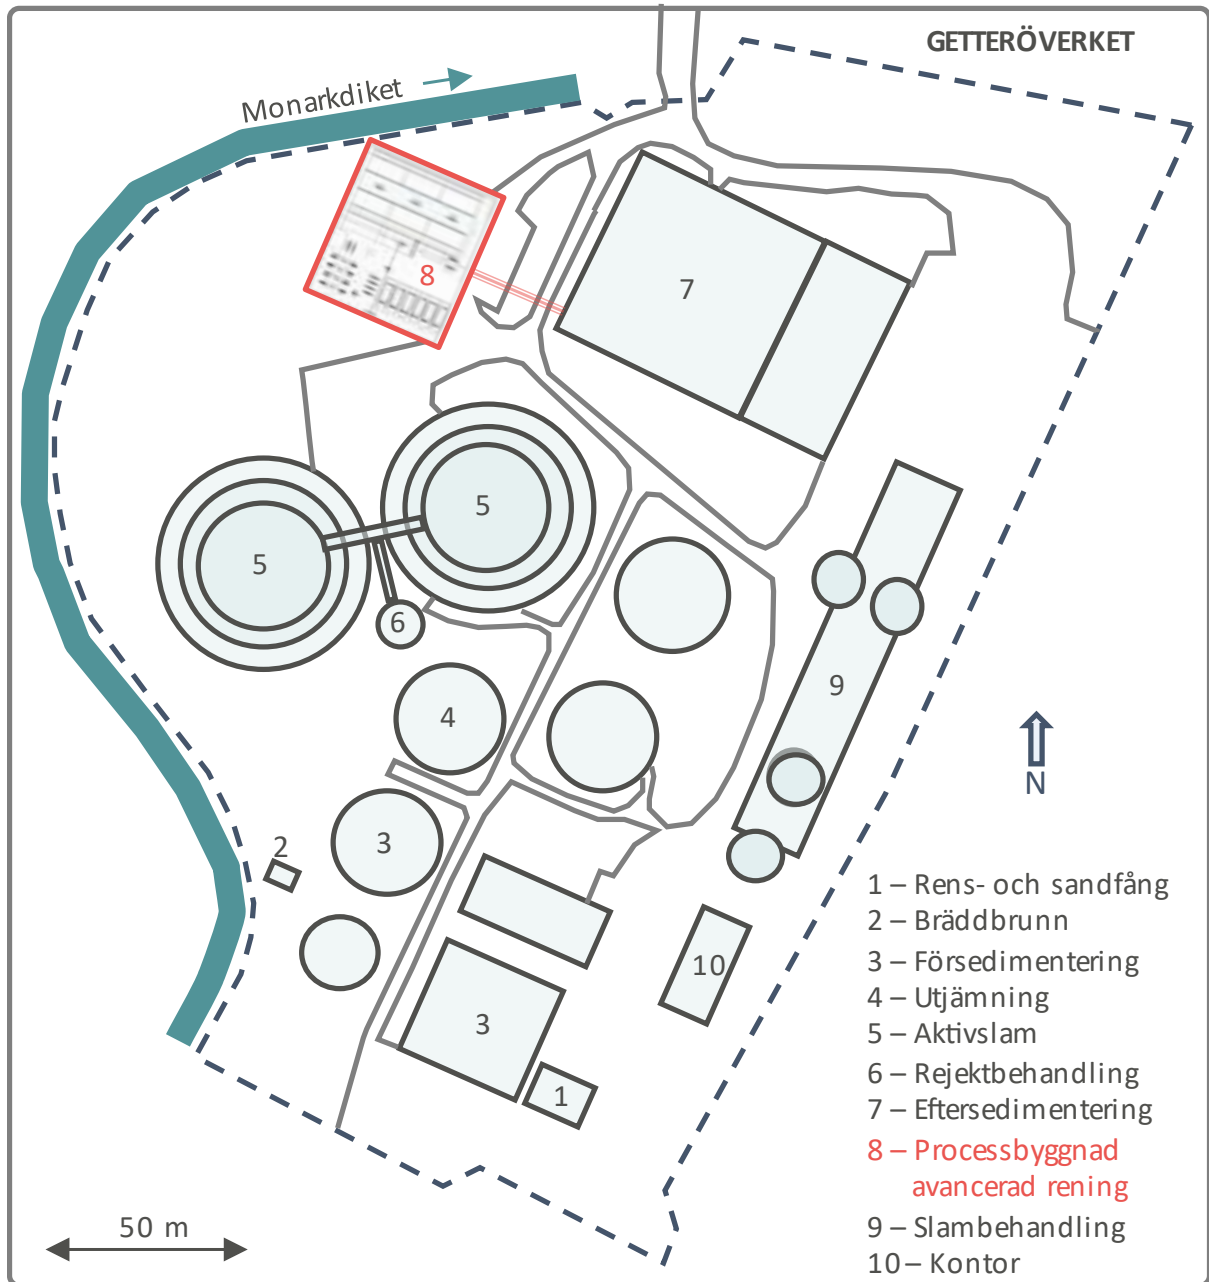 GETTERÖVERKET
Monarkdiket
8
7
5
5
6
9
4
N
2
3
10
3
1
1 – Rens- och sandfång
2 – Bräddbrunn
3 – Försedimentering
4 – Utjämning
5 – Aktivslam
6 – Rejektbehandling
7 – Eftersedimentering
8 – Processbyggnad
avancerad rening
9 – Slambehandling
10 – Kontor
50 m